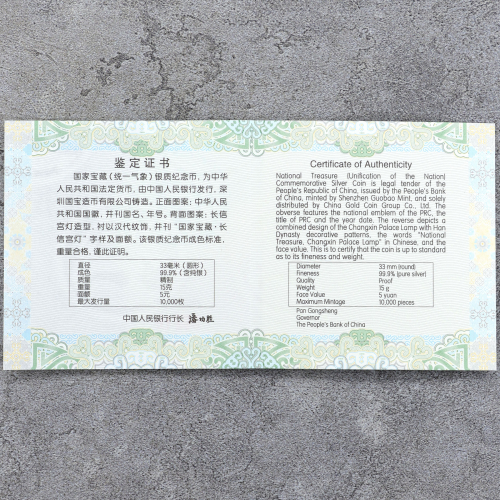 鉴定证书
国家宝藏(统一气象)银质纪念币,为中华
人民共和国法定货币,由中国人民银行发行,深
圳国宝造币有限公司铸造。正面图案:中华人民
共和国国徽,并刊国名、年号。背面图案:长信
宫灯造型,衬以汉代纹饰,并刊“国家宝藏·长
信宫灯”字样及面额。该银质纪念币成色标准,
重量合格,谨此证明。
直径 33毫米(圆形)
成色 99.9%(含纯银)
质量 精制
重量 15克
面额 5元
最大发行量 10,000枚
中国人民银行行长 潘功胜
Certificate of Authenticity
National Treasure (Unification of the Nation)
Commemorative Silver Coin is legal tender of the
People's Republic of China, issued by the People's Bank
of China, minted by Shenzhen Guobao Mint, and solely
distributed by China Gold Coin Group Co., Ltd. The
obverse features the national emblem of the PRC, the
title of PRC and the year date. The reverse depicts a
combined design of the Changxin Palace Lamp with Han
Dynasty decorative patterns, the words "National
Treasure, Changxin Palace Lamp" in Chinese, and the
face value. This is to certify that the coin is up to standard
as to its fineness and weight.
Diameter 33 mm (round)
Fineness 99.9% (pure silver)
Quality Proof
Weight 15 g
Face Value 5 yuan
Maximum Mintage 10,000 pieces
Pan Gongsheng
Governor
The People's Bank of China